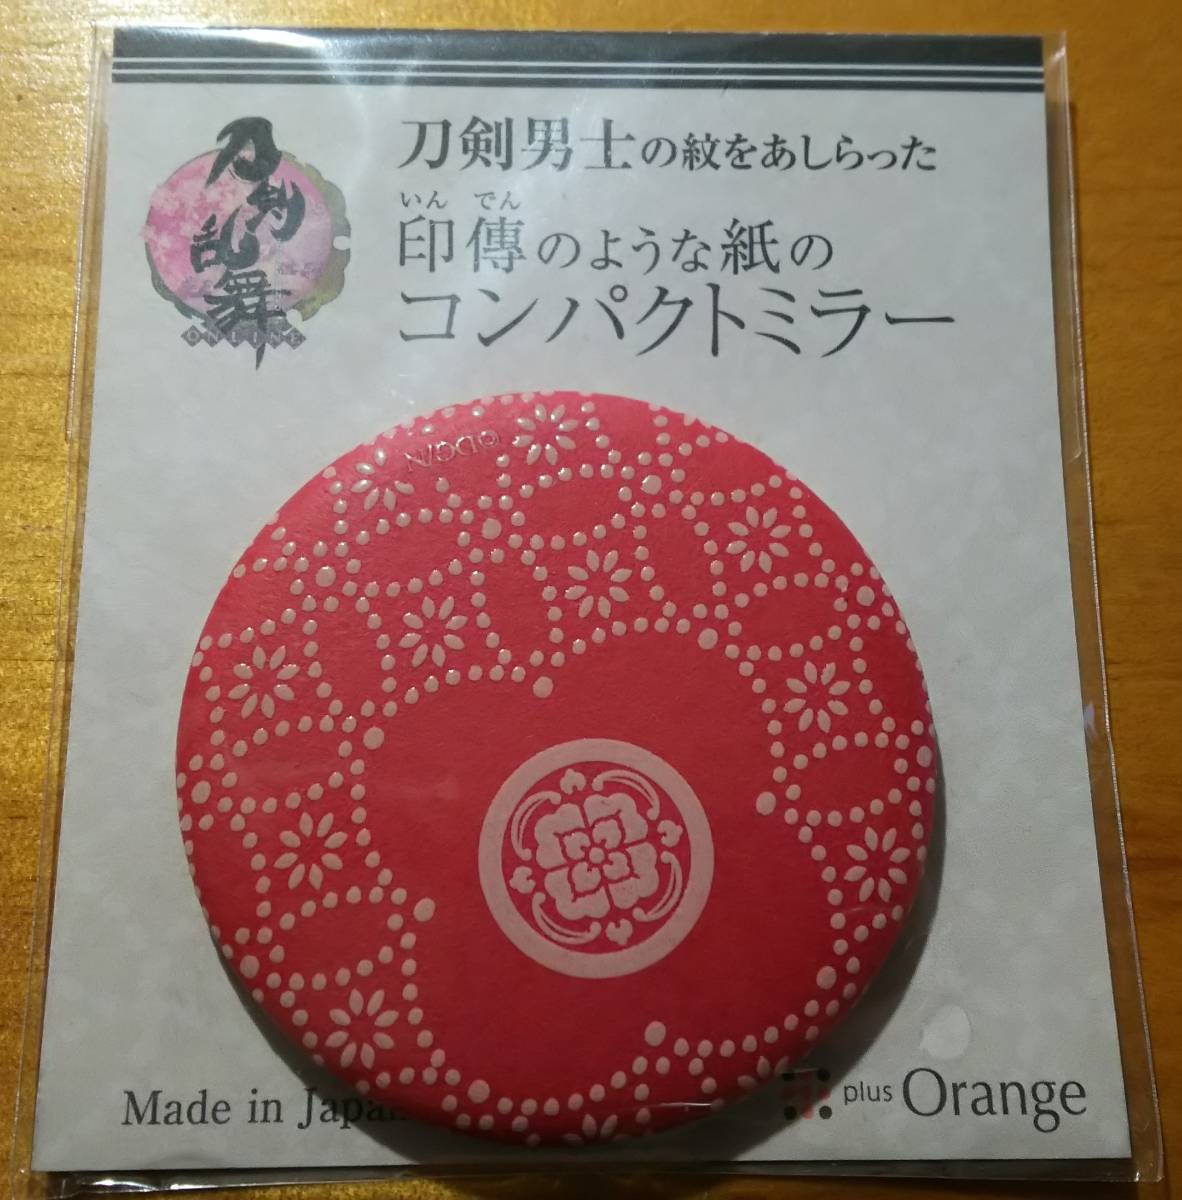 刀剣乱舞
ONLINE
刀剣男士の紋をあしらった
いん でん
印傳のような紙の
コンパクトミラー
©DG/N
Made in Japan
plus Orange